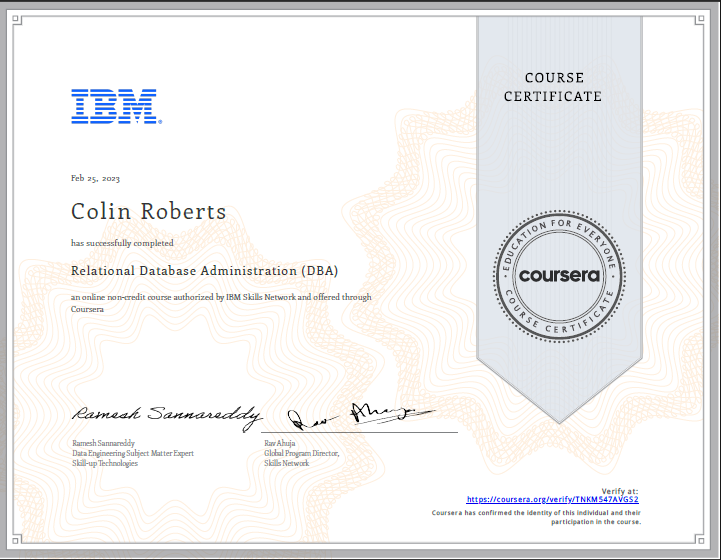 COURSE
CERTIFICATE
IBM®
Feb 25, 2023
Colin Roberts
has successfully completed
Relational Database Administration (DBA)
an online non-credit course authorized by IBM Skills Network and offered through
Coursera
EDUCATION FOR EVERYONE
coursera
COURSE CERTIFICATE
Ramesh Sannareddy
Rav Ahuja
Ramesh Sannareddy
Data Engineering Subject Matter Expert
Skill-up Technologies
Rav Ahuja
Global Program Director,
Skills Network
Verify at:
https://coursera.org/verify/TNKM547AVGS2
Coursera has confirmed the identity of this individual and their
participation in the course.